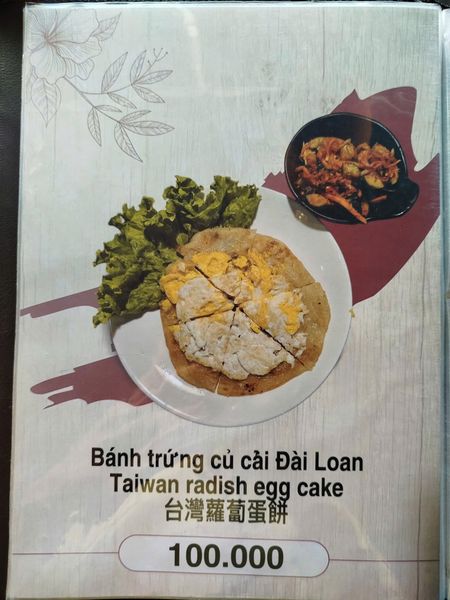 Bánh trứng củ cải Đài Loan
Taiwan radish egg cake
台灣蘿蔔蛋餅
100.000